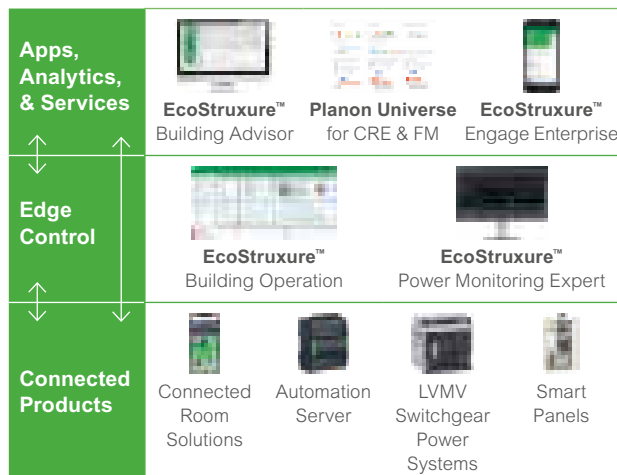 Apps,
Analytics,
& Services
EcoStruxure™
Building Advisor
Planon Universe
for CRE & FM
EcoStruxure™
Engage Enterprise
Edge
Control
EcoStruxure™
Building Operation
EcoStruxure™
Power Monitoring Expert
Connected
Products
Connected
Room
Solutions
Automation
Server
LVMV
Switchgear
Power
Systems
Smart
Panels